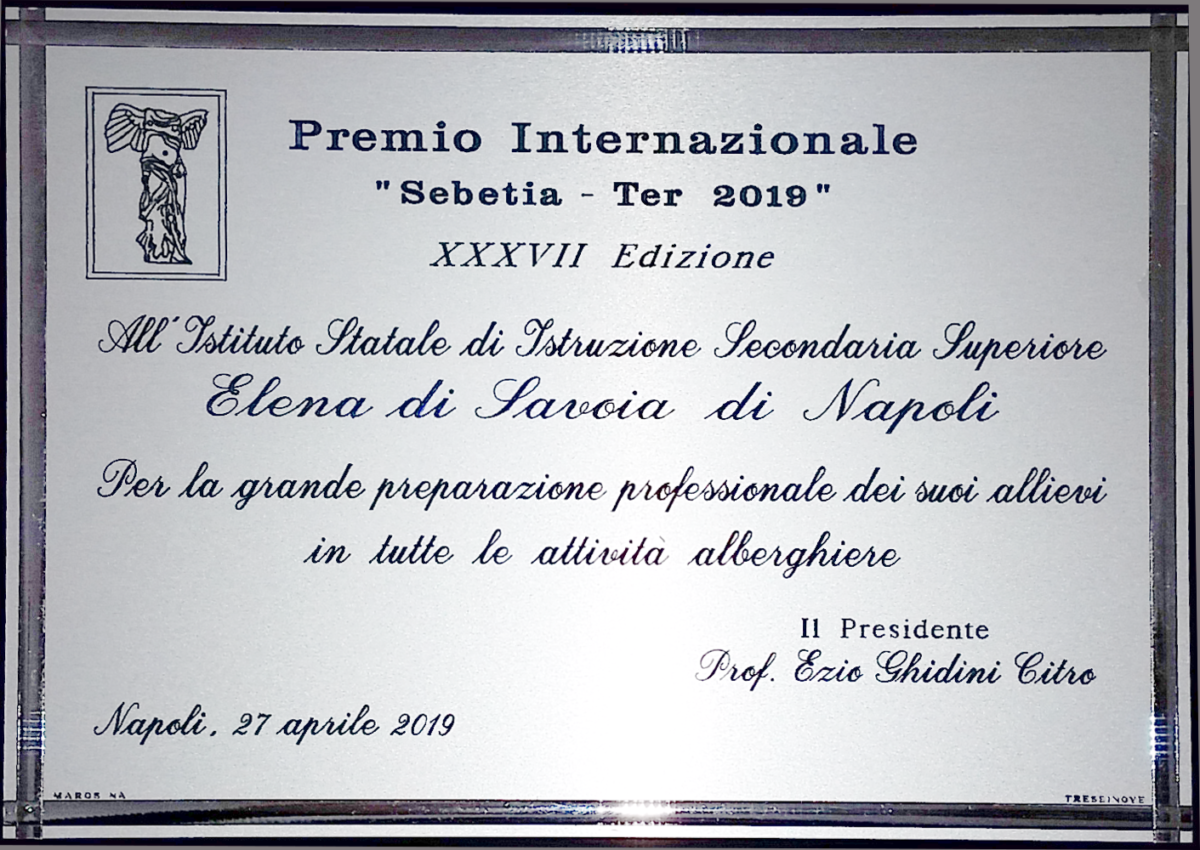 Premio Internazionale
"Sebetia - Ter 2019"
XXXVII Edizione
All'Istituto Statale di Istruzione Secondaria Superiore
Elena di Savoia di Napoli
Per la grande preparazione professionale dei suoi allievi
in tutte le attività alberghiere
Il Presidente
Prof. Ezio Ghidini Citro
Napoli, 27 aprile 2019